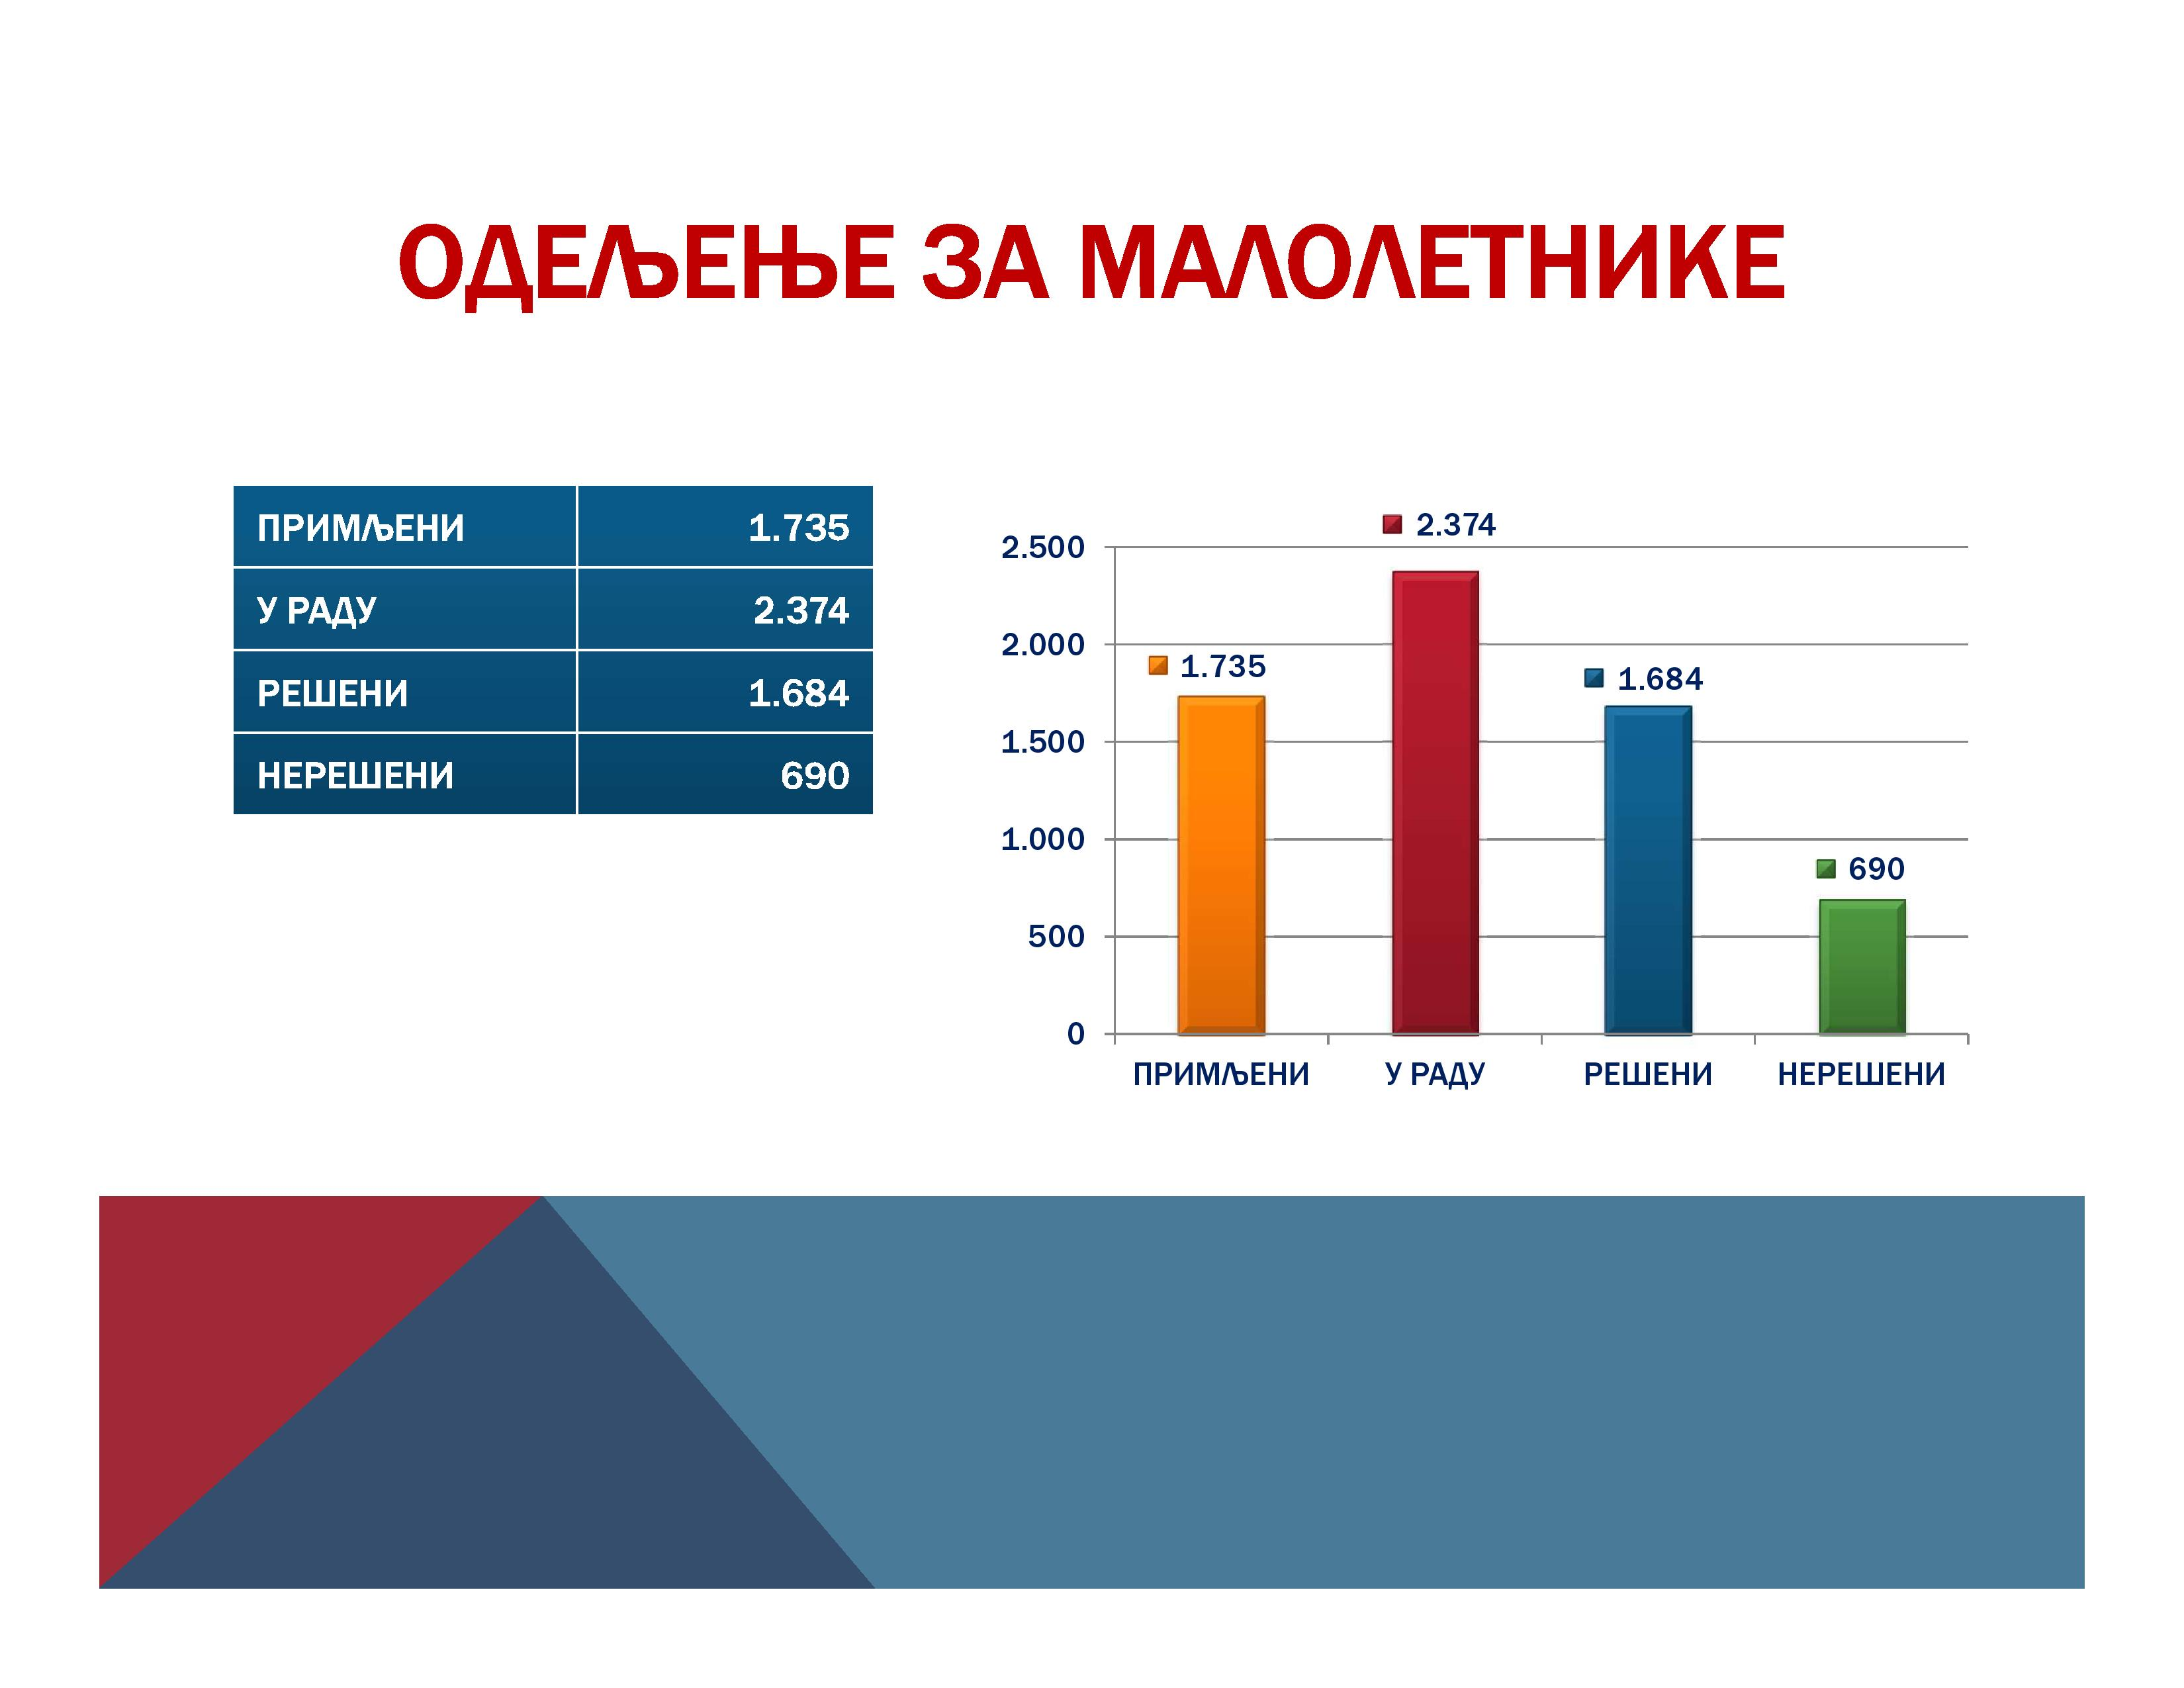 ОДЕЉЕЊЕ ЗА МАЛОЛЕТНИКЕ
ПРИМЉЕНИ 1.735
У РАДУ 2.374
РЕШЕНИ 1.684
НЕРЕШЕНИ 690
2.374
2.500
2.000
1.735
1.684
1.500
1.000
690
500
0
ПРИМЉЕНИ У РАДУ РЕШЕНИ НЕРЕШЕНИ